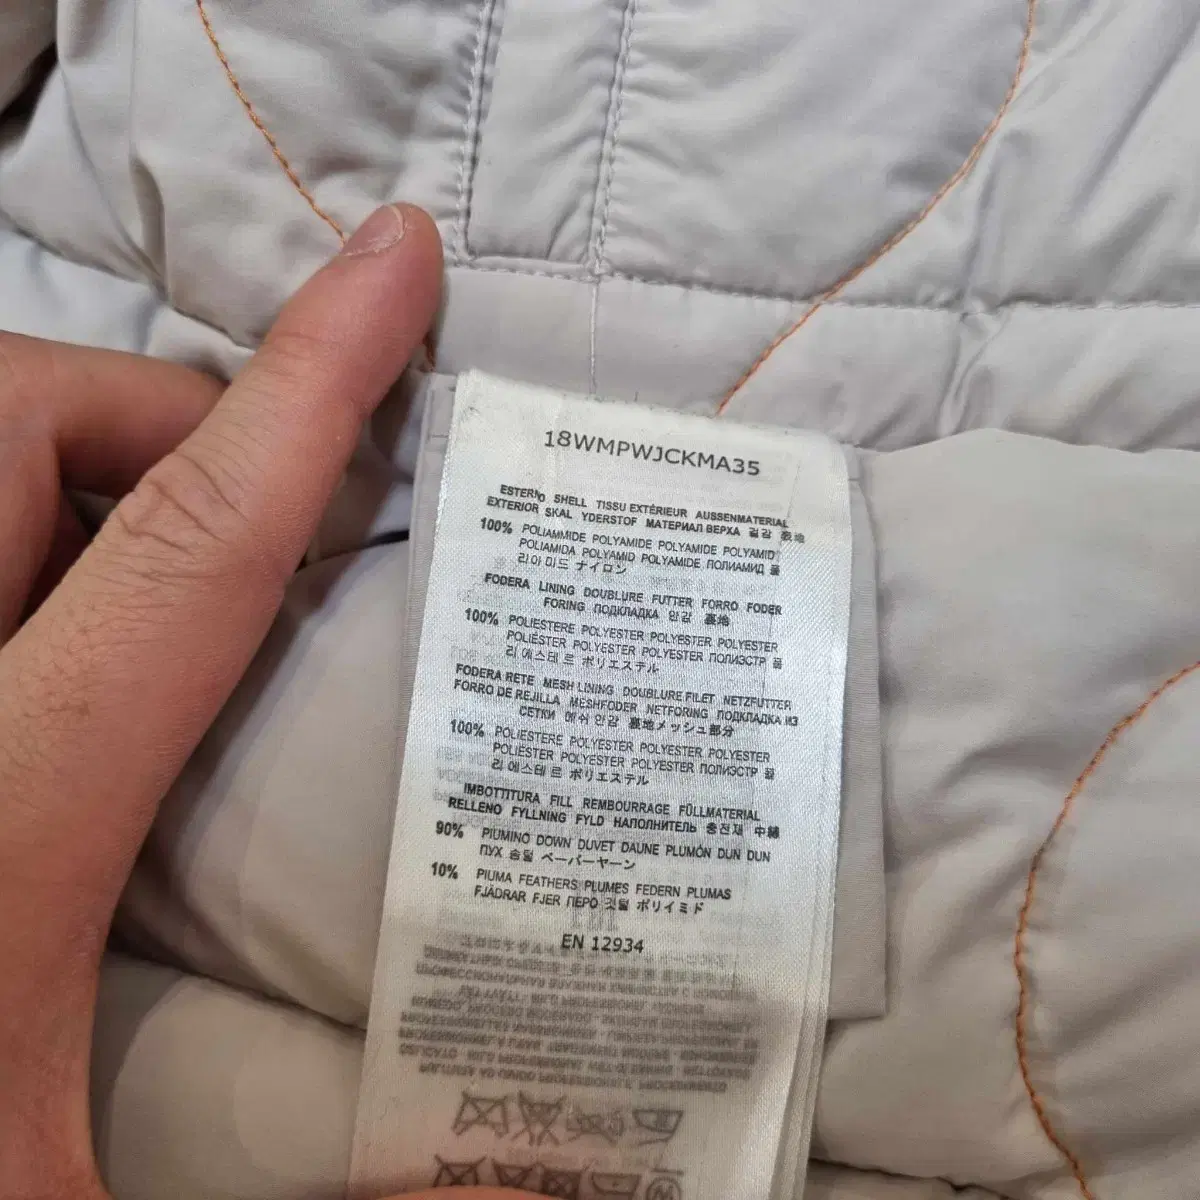 18WMPWJCKMA35
ESTERNO SHELL TISSU EXTÉRIEUR AUSSENMATERIAL
EXTERIOR SKAL YDERSTOF МАТЕРИАЛ ВЕРХА 겉감 表地
100% POLIAMMIDE POLYAMIDE POLYAMIDE POLYAMID
POLIAMIDA POLYAMID POLYAMIDE ПОЛИАМИД 폴
리아미드 ナイロン
FODERA LINING DOUBLURE FUTTER FORRO FODER
FORING ПОДКЛАДКА 안감 裏地
100% POLIESTERE POLYESTER POLYESTER POLYESTER
POLIÉSTER POLYESTER POLYESTER ПОЛИЭСТР 폴
리에스테르 ポリエステル
FODERA RETE MESH LINING DOUBLURE FILET NETZFUTTER
FORRO DE REJILLA MESHFODER NETFORING ПОДКЛАДКА ИЗ
СЕТКИ 메쉬 안감 裏地メッシュ部分
100% POLIESTERE POLYESTER POLYESTER POLYESTER
POLIÉSTER POLYESTER POLYESTER ПОЛИЭСТР 폴
리에스테르 ポリエステル
IMBOTTITURA FILL REMBOURRAGE FÜLLMATERIAL
RELLENO FYLLNING FYLD НАПОЛНИТЕЛЬ 충전재 中綿
90% PIUMINO DOWN DUVET DAUNE PLUMÓN DUN DUN
ПУХ 솜털 ペーパーヤーン
10% PIUMA FEATHERS PLUMES FEDERN PLUMAS
FJÄDRAR FJER ПЕРО 깃털 ポリイミド
EN 12934